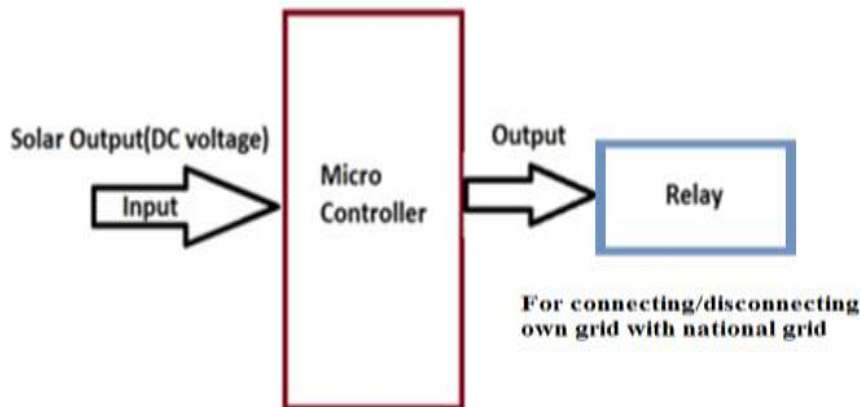 Solar Output(DC voltage)
Input
Micro
Controller
Output
Relay
For connecting/disconnecting
own grid with national grid